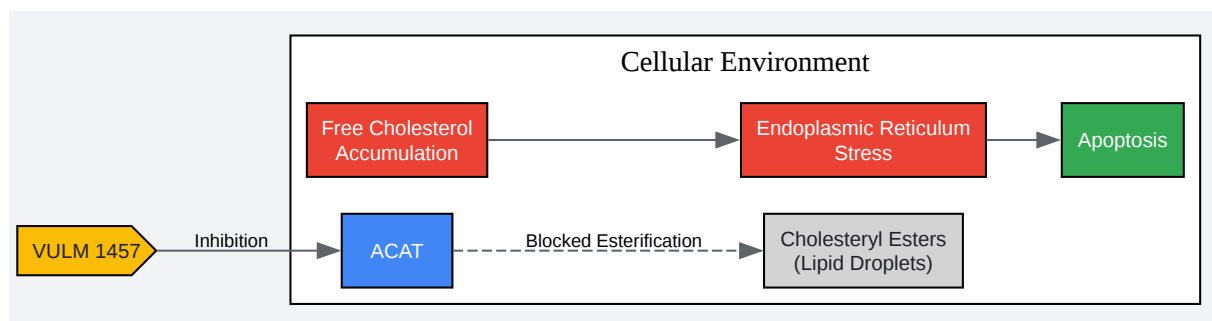 Cellular Environment
Free Cholesterol
Accumulation
Endoplasmic Reticulum
Stress
Apoptosis
VULM 1457
Inhibition
ACAT
Blocked Esterification
Cholesteryl Esters
(Lipid Droplets)